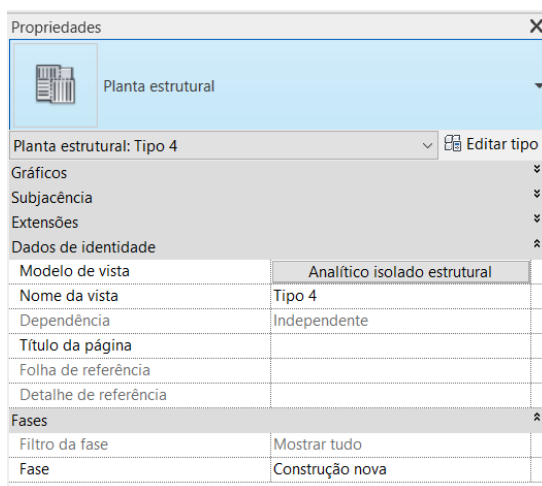 Propriedades
Planta estrutural
Planta estrutural: Tipo 4 Editar tipo
Gráficos
Subjacência
Extensões
Dados de identidade
Modelo de vista Analítico isolado estrutural
Nome da vista Tipo 4
Dependência Independente
Título da página
Folha de referência
Detalhe de referência
Fases
Filtro da fase Mostrar tudo
Fase Construção nova